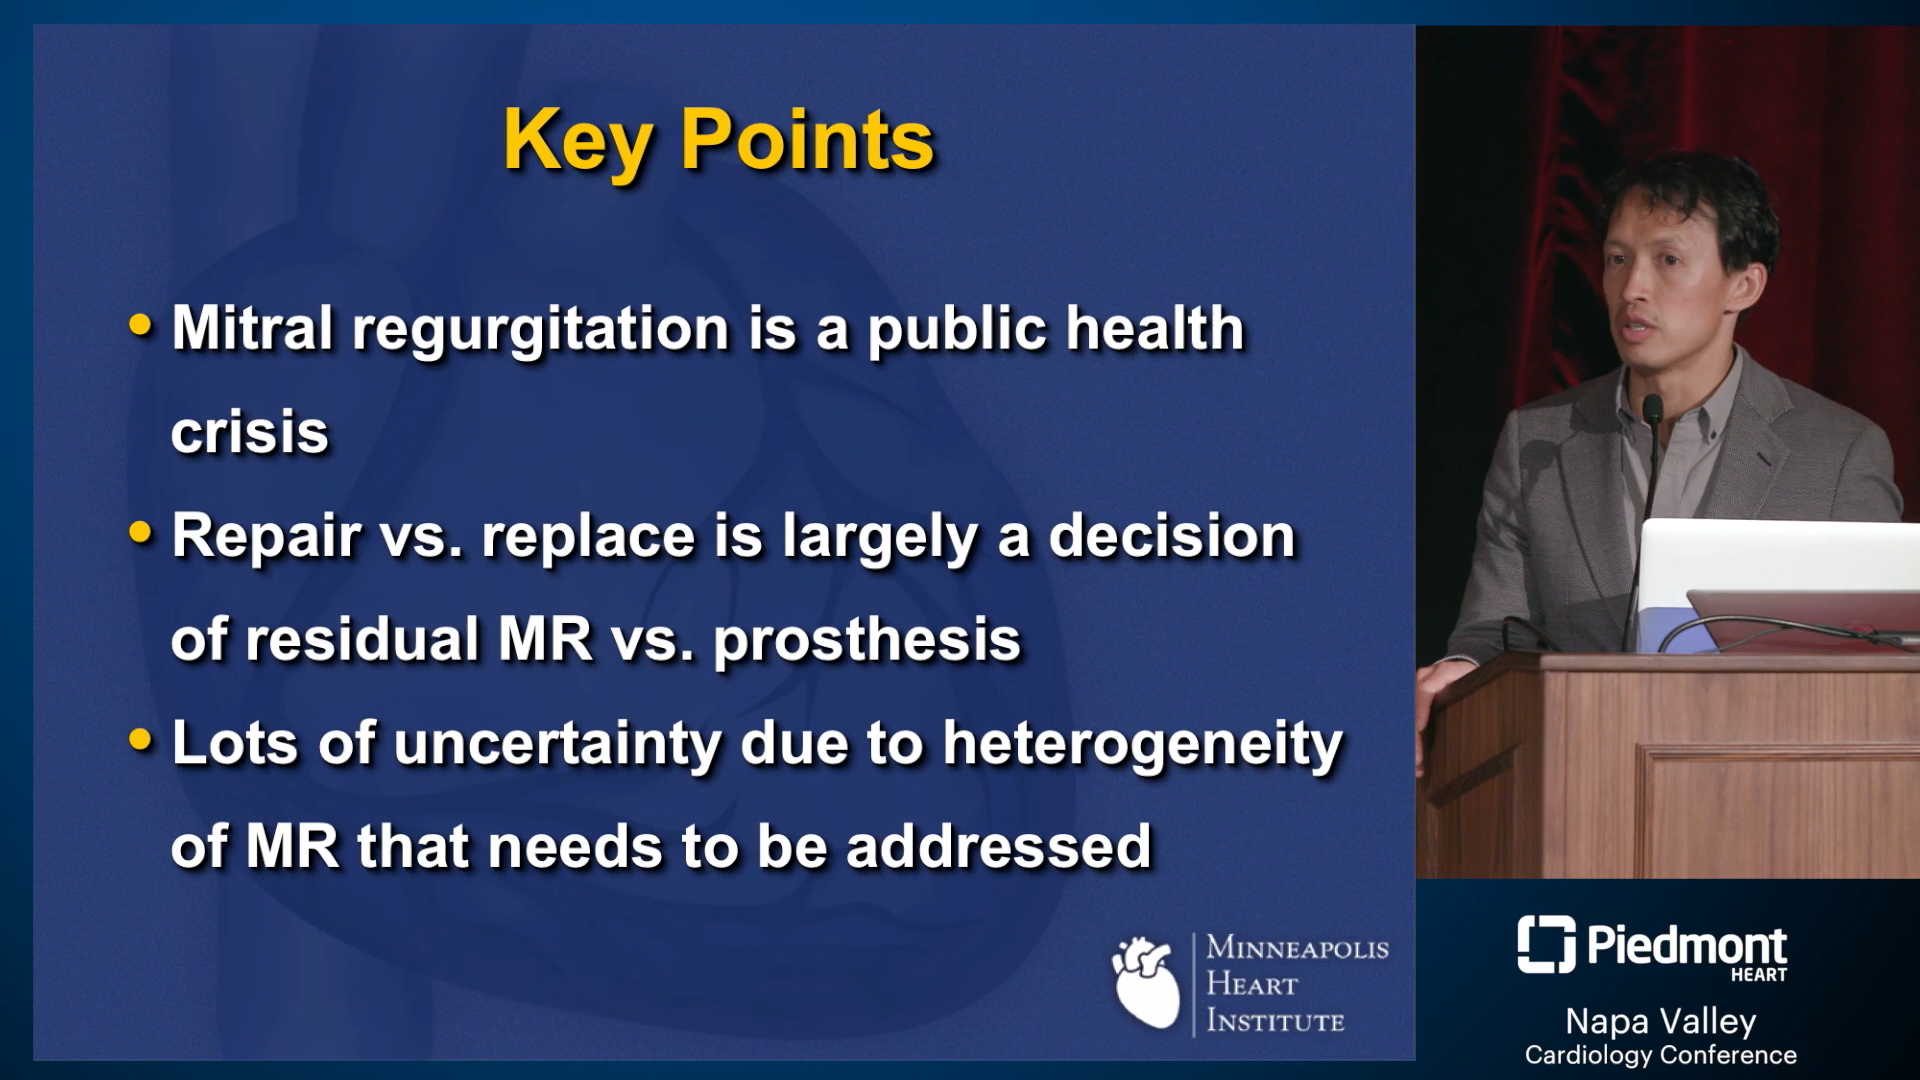 Key Points
• Mitral regurgitation is a public health
crisis
• Repair vs. replace is largely a decision
of residual MR vs. prosthesis
• Lots of uncertainty due to heterogeneity
of MR that needs to be addressed
MINNEAPOLIS
HEART
INSTITUTE
Piedmont
HEART
Napa Valley
Cardiology Conference